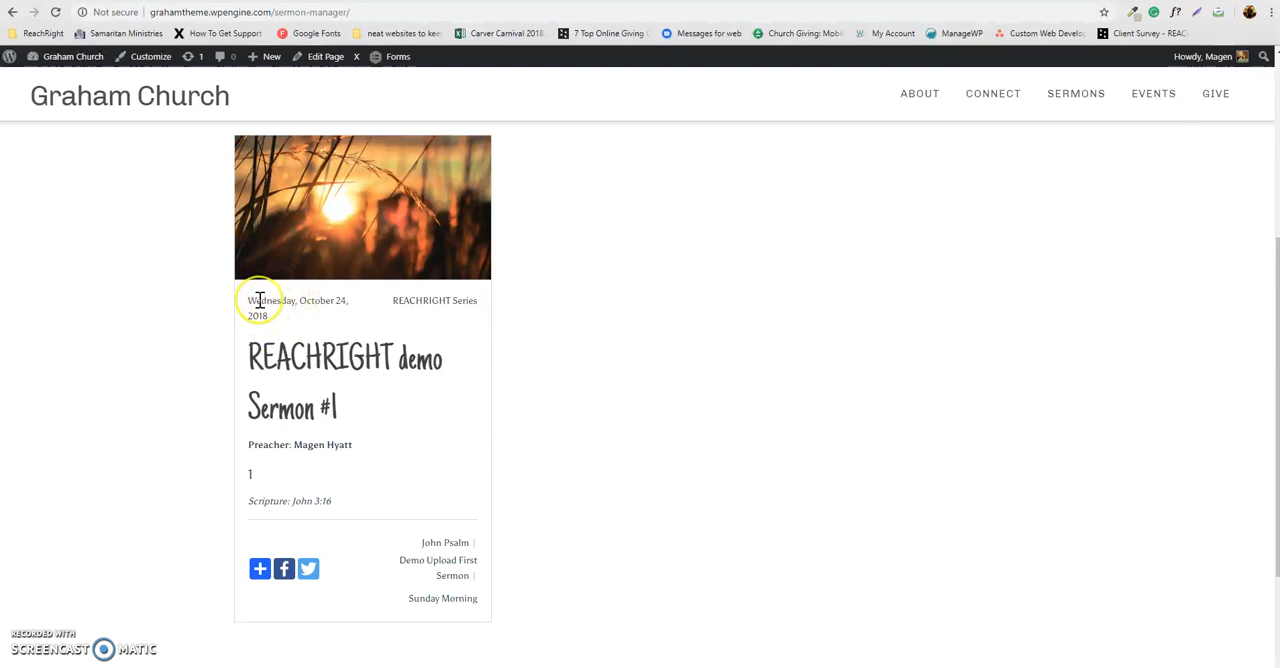 Not secure grahamtheme.wpengine.com/sermon-manager/
ReachRight Samaritan Ministries How To Get Support Google Fonts neat websites to kee Carver Carnival 2018 7 Top Online Giving Messages for web Church Giving: Mobil My Account ManageWP Custom Web Develo Client Survey - REAC
Graham Church Customize 1 0 New Edit Page X Forms Howdy, Magen
Graham Church ABOUT CONNECT SERMONS EVENTS GIVE
Wednesday, October 24, REACHRIGHT Series
2018
REACHRIGHT demo
Sermon #1
Preacher: Magen Hyatt
1
Scripture: John 3:16
John Psalm |
Demo Upload First
Sermon |
Sunday Morning
RECORDED WITH
SCREENCAST MATIC